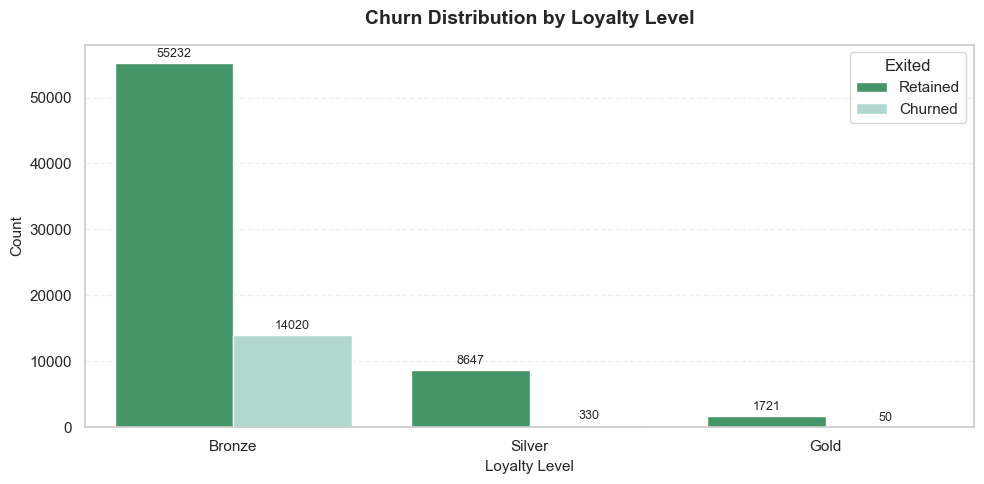 Churn Distribution by Loyalty Level
55232
Exited
Retained
Churned
50000
40000
30000
20000
10000
0
Count
14020
8647
330
1721
50
Bronze
Silver
Gold
Loyalty Level